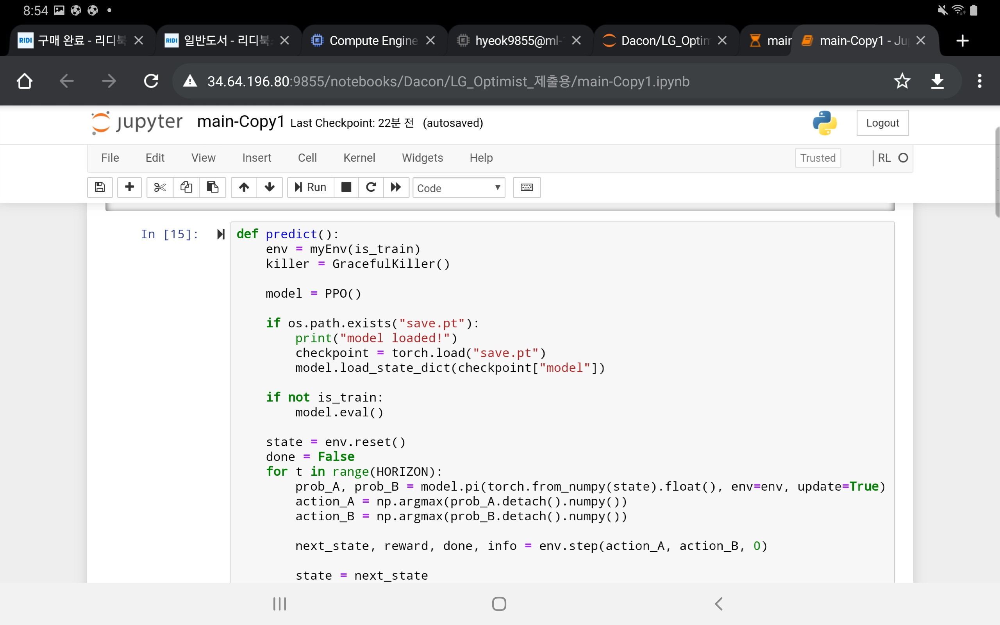 8:54
RIDI 구매 완료 - 리디북
RIDI 일반도서 - 리디북
Compute Engine
hyeok9855@ml-
Dacon/LG_Optim
main
main-Copy1 - Ju
34.64.196.80:9855/notebooks/Dacon/LG_Optimist_제출용/main-Copy1.ipynb
jupyter main-Copy1 Last Checkpoint: 22분 전 (autosaved)
Logout
File Edit View Insert Cell Kernel Widgets Help
Trusted RL
Run Code
In [15]:
def predict():
    env = myEnv(is_train)
    killer = GracefulKiller()
    model = PPO()
    if os.path.exists("save.pt"):
        print("model loaded!")
        checkpoint = torch.load("save.pt")
        model.load_state_dict(checkpoint["model"])
    if not is_train:
        model.eval()
    state = env.reset()
    done = False
    for t in range(HORIZON):
        prob_A, prob_B = model.pi(torch.from_numpy(state).float(), env=env, update=True)
        action_A = np.argmax(prob_A.detach().numpy())
        action_B = np.argmax(prob_B.detach().numpy())
        next_state, reward, done, info = env.step(action_A, action_B, 0)
        state = next_state